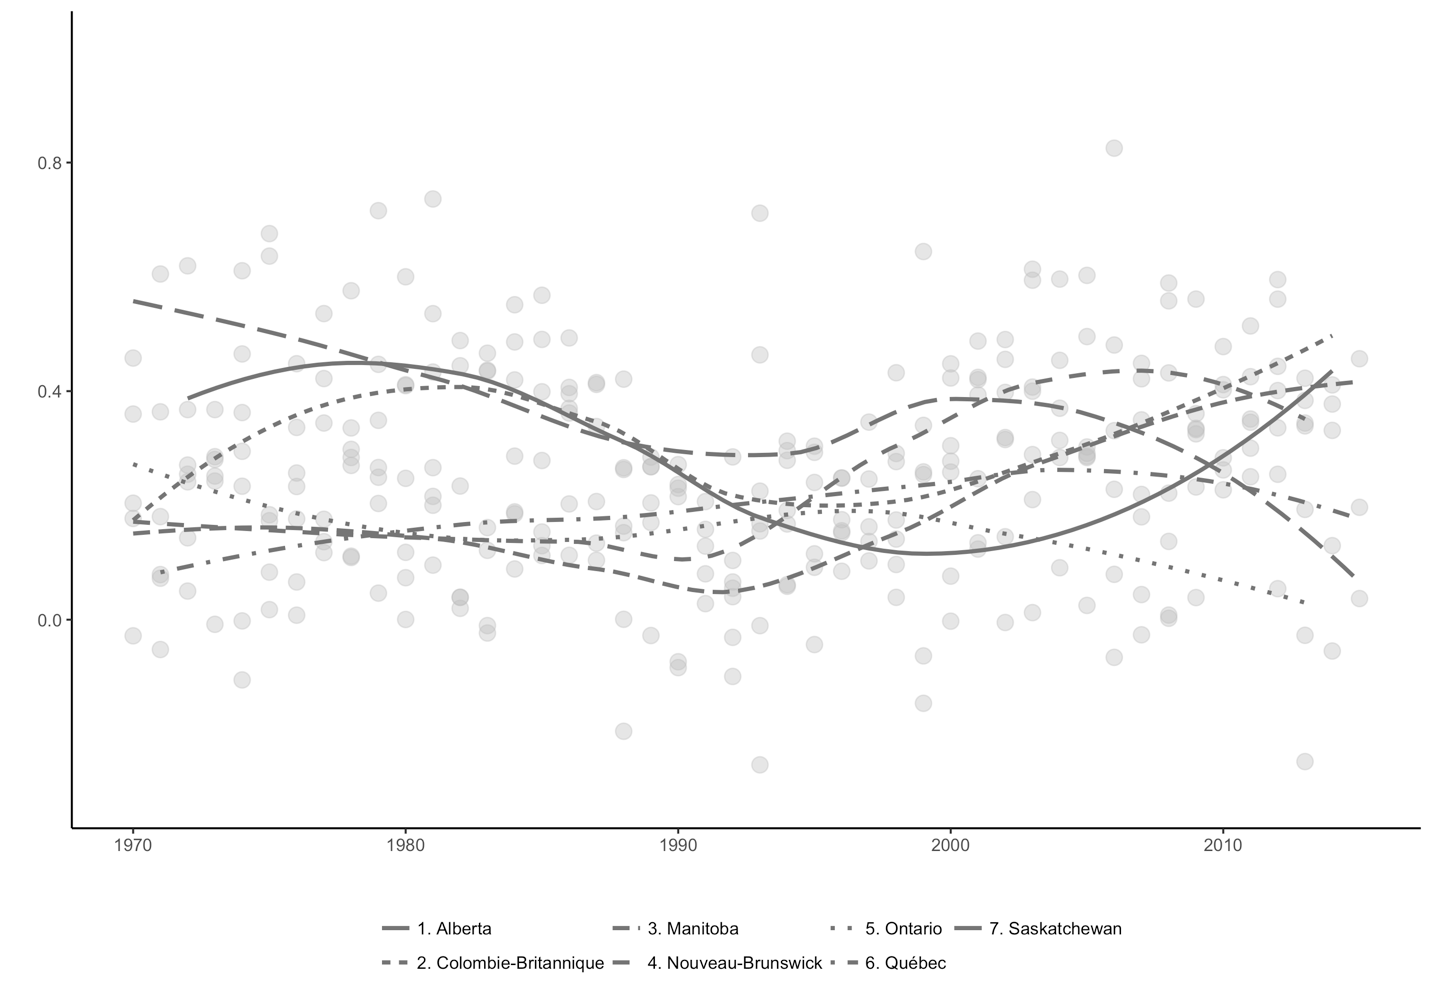 0.8
0.4
0.0
1970 1980 1990 2000 2010
1. Alberta 3. Manitoba 5. Ontario 7. Saskatchewan
2. Colombie-Britannique 4. Nouveau-Brunswick 6. Québec